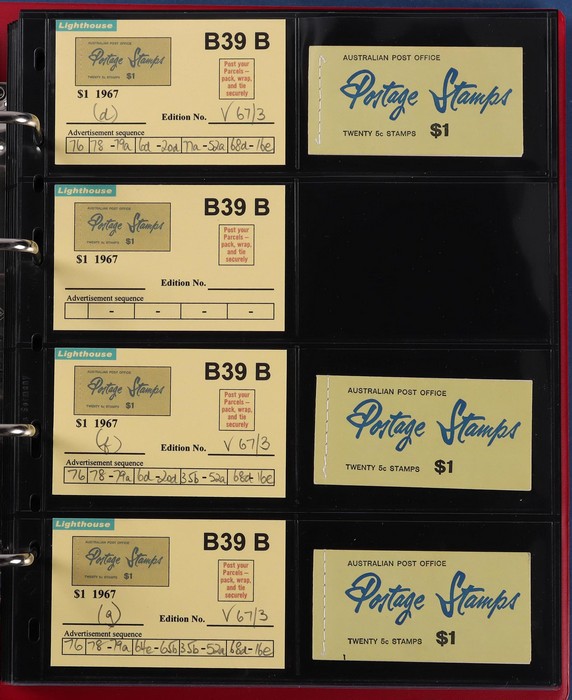 Lighthouse
B39 B
AUSTRALIAN POST OFFICE
Postage Stamps
TWENTY 5c STAMPS $1
Post your
Parcels –
pack, wrap,
and tie
securely
$1 1967
(d) Edition No. V 67/3
Advertisement sequence
76 78 - 79a 6d - 20d 77a - 52a 68d - 16e
AUSTRALIAN POST OFFICE
Postage Stamps
TWENTY 5c STAMPS $1
Lighthouse
B39 B
AUSTRALIAN POST OFFICE
Postage Stamps
TWENTY 5c STAMPS $1
Post your
Parcels –
pack, wrap,
and tie
securely
$1 1967
Edition No.
Advertisement sequence
- - - -
Lighthouse
B39 B
AUSTRALIAN POST OFFICE
Postage Stamps
TWENTY 5c STAMPS $1
Post your
Parcels –
pack, wrap,
and tie
securely
$1 1967
(f) Edition No. V 67/3
Advertisement sequence
76 78 - 79a 6d - 20d 35b - 52a 68d - 16e
AUSTRALIAN POST OFFICE
Postage Stamps
TWENTY 5c STAMPS $1
Lighthouse
B39 B
AUSTRALIAN POST OFFICE
Postage Stamps
TWENTY 5c STAMPS $1
Post your
Parcels –
pack, wrap,
and tie
securely
$1 1967
(g) Edition No. V 67/3
Advertisement sequence
76 78 - 79a 64e - 65b 35b - 52a 68d - 16e
AUSTRALIAN POST OFFICE
Postage Stamps
TWENTY 5c STAMPS $1
1